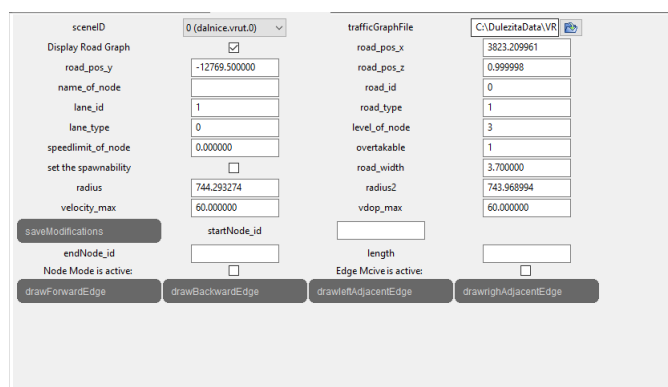 sceneID 0 (dalnice.vrut.0) trafficGraphFile C:\DulezitaData\VR
Display Road Graph road_pos_x 3823.209961
road_pos_y -12769.500000 road_pos_z 0.999998
name_of_node road_id 0
lane_id 1 road_type 1
lane_type 0 level_of_node 3
speedlimit_of_node 0.000000 overtakable 1
set the spawnability road_width 3.700000
radius 744.293274 radius2 743.968994
velocity_max 60.000000 vdop_max 60.000000
saveModifications startNode_id
endNode_id length
Node Mode is active: Edge Mcive is active:
drawForwardEdge drawBackwardEdge drawleftAdjacentEdge drawrighAdjacentEdge